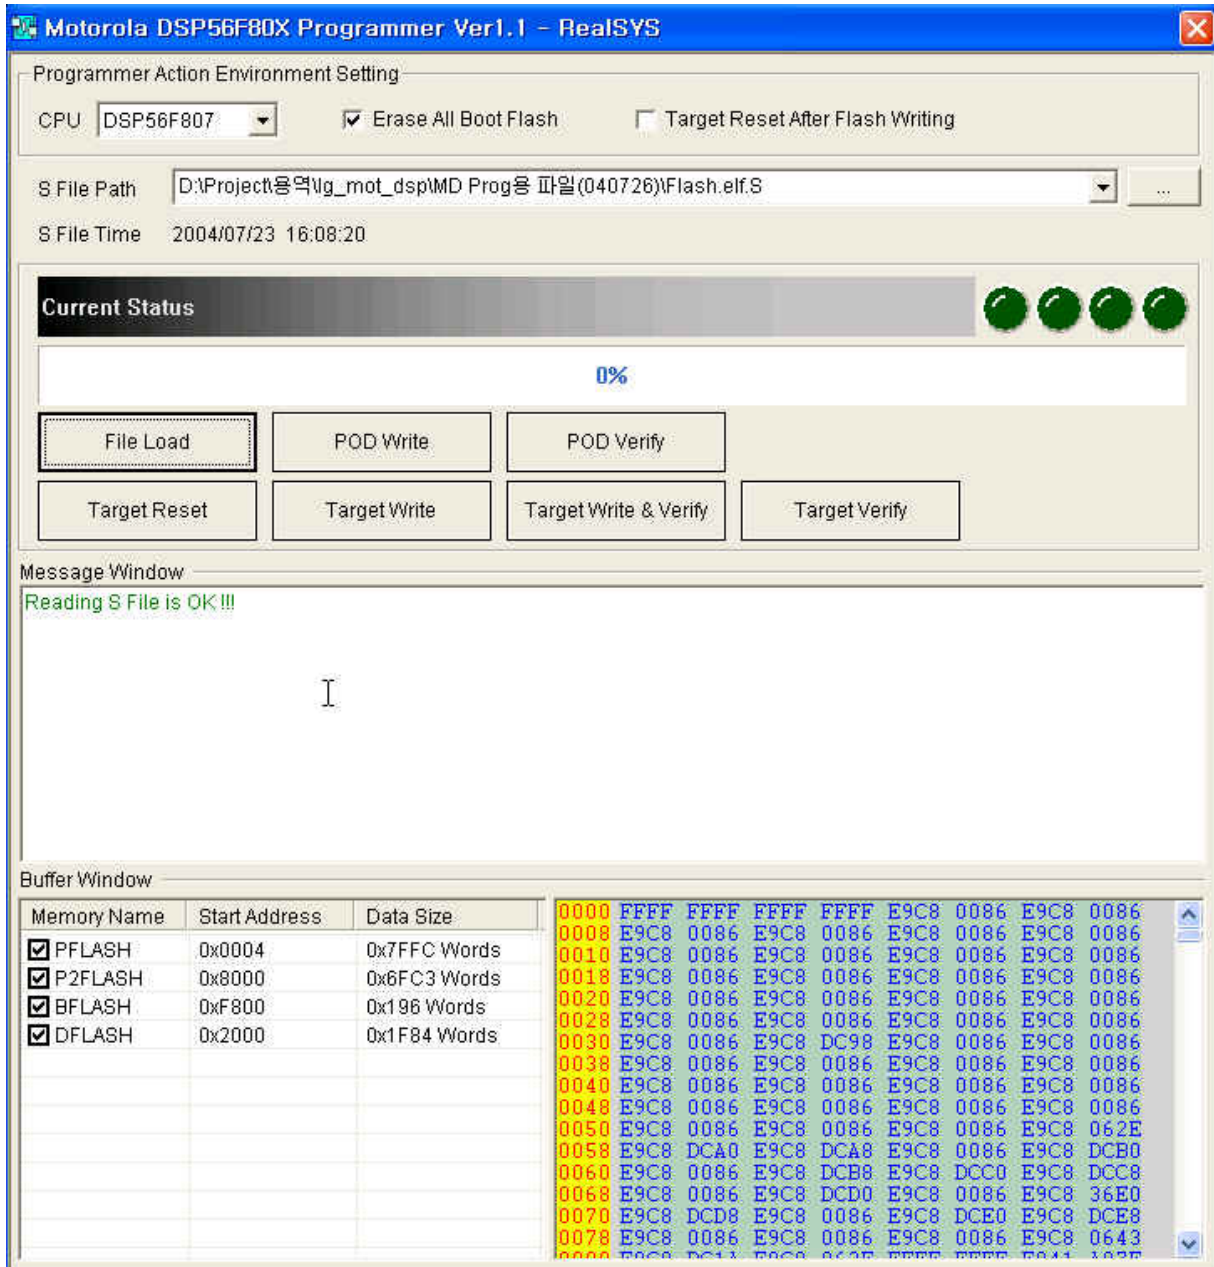 Motorola DSP56F80X Programmer Ver1.1 - RealSYS
Programmer Action Environment Setting
CPU DSP56F807 Erase All Boot Flash Target Reset After Flash Writing
S File Path D:\Project\용역\lg_mot_dsp\MD Prog용 파일(040726)\Flash.elf.S ...
S File Time 2004/07/23 16:08:20
Current Status
0%
File Load POD Write POD Verify
Target Reset Target Write Target Write & Verify Target Verify
Message Window
Reading S File is OK !!!
Buffer Window
Memory Name Start Address Data Size
PFLASH 0x0004 0x7FFC Words
P2FLASH 0x8000 0x6FC3 Words
BFLASH 0xF800 0x196 Words
DFLASH 0x2000 0x1F84 Words
0000 FFFF FFFF FFFF FFFF E9C8 0086 E9C8 0086
0008 E9C8 0086 E9C8 0086 E9C8 0086 E9C8 0086
0010 E9C8 0086 E9C8 0086 E9C8 0086 E9C8 0086
0018 E9C8 0086 E9C8 0086 E9C8 0086 E9C8 0086
0020 E9C8 0086 E9C8 0086 E9C8 0086 E9C8 0086
0028 E9C8 0086 E9C8 0086 E9C8 0086 E9C8 0086
0030 E9C8 0086 E9C8 DC98 E9C8 0086 E9C8 0086
0038 E9C8 0086 E9C8 0086 E9C8 0086 E9C8 0086
0040 E9C8 0086 E9C8 0086 E9C8 0086 E9C8 0086
0048 E9C8 0086 E9C8 0086 E9C8 0086 E9C8 0086
0050 E9C8 0086 E9C8 0086 E9C8 0086 E9C8 062E
0058 E9C8 DCA0 E9C8 DCA8 E9C8 0086 E9C8 DCB0
0060 E9C8 0086 E9C8 DCB8 E9C8 DCC0 E9C8 DCC8
0068 E9C8 0086 E9C8 DCD0 E9C8 0086 E9C8 36E0
0070 E9C8 DCD8 E9C8 0086 E9C8 DCE0 E9C8 DCE8
0078 E9C8 0086 E9C8 0086 E9C8 0086 E9C8 0643